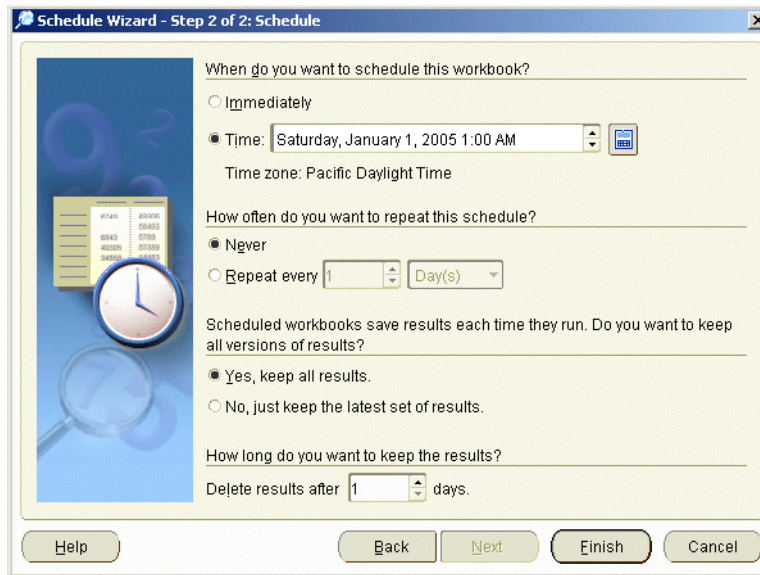 Schedule Wizard - Step 2 of 2: Schedule
When do you want to schedule this workbook?
Immediately
Time: Saturday, January 1, 2005 1:00 AM
Time zone: Pacific Daylight Time
How often do you want to repeat this schedule?
Never
Repeat every 1 Day(s)
Scheduled workbooks save results each time they run. Do you want to keep
all versions of results?
Yes, keep all results.
No, just keep the latest set of results.
How long do you want to keep the results?
Delete results after 1 days.
Help Back Next Finish Cancel